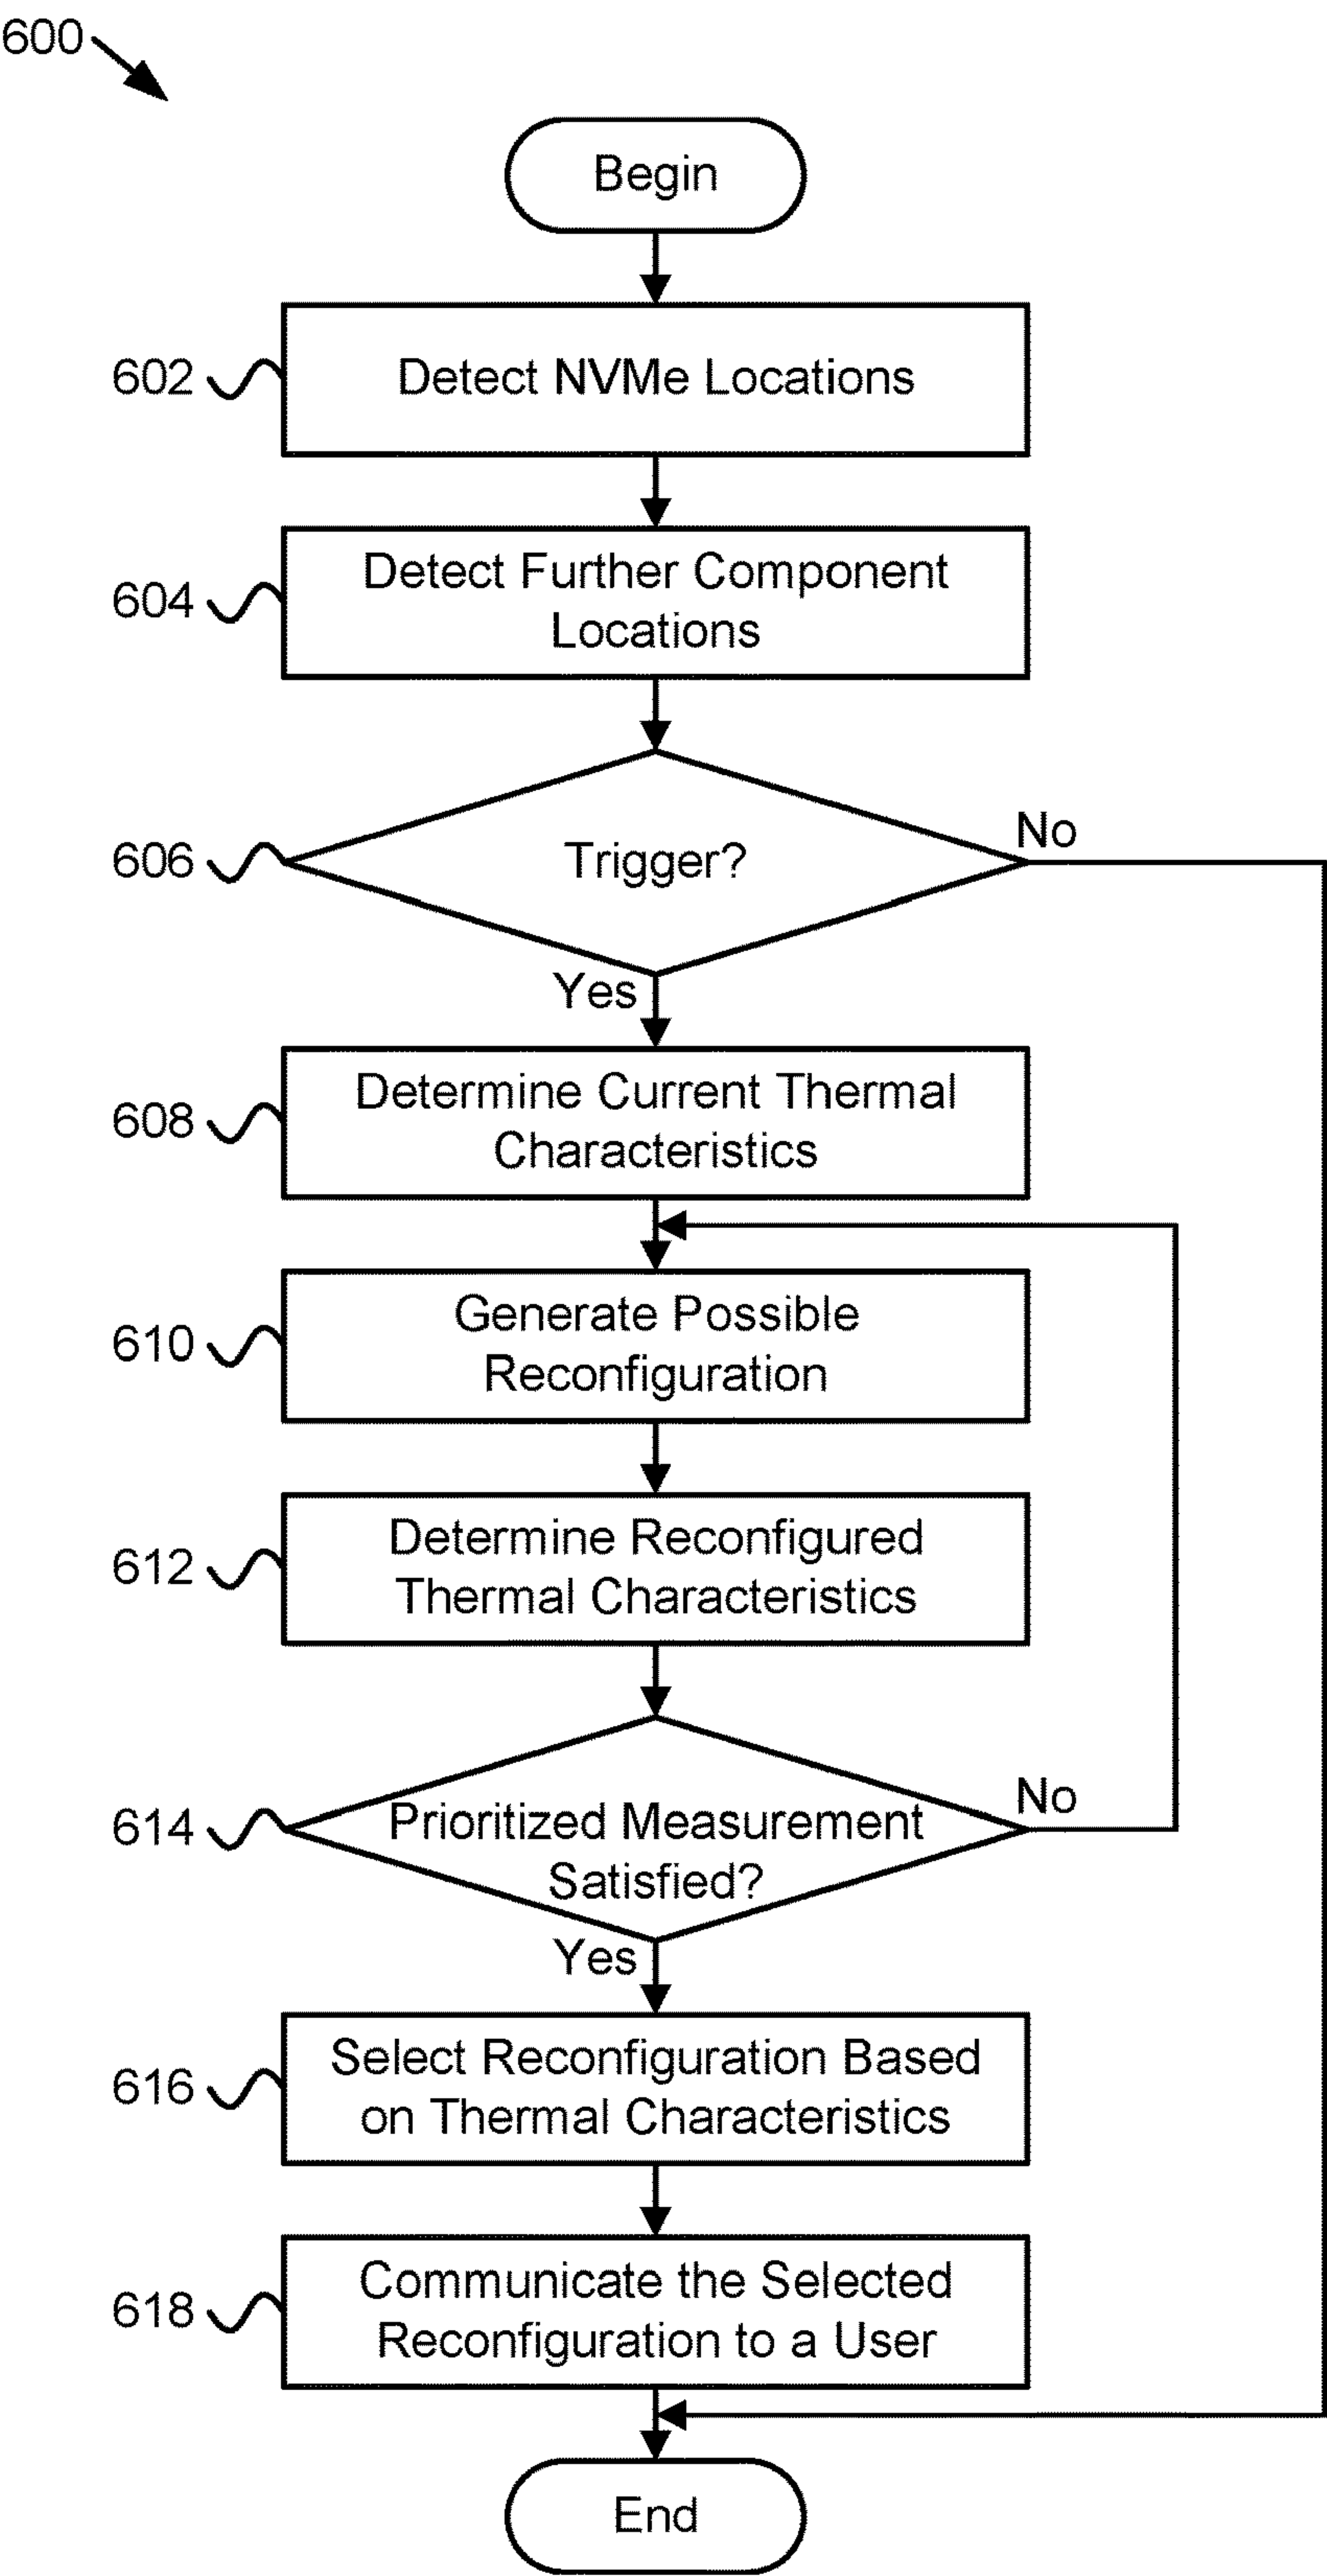 600
Begin
602
Detect NVMe Locations
604
Detect Further Component
Locations
606
Trigger?
No
Yes
608
Determine Current Thermal
Characteristics
610
Generate Possible
Reconfiguration
612
Determine Reconfigured
Thermal Characteristics
614
Prioritized Measurement
Satisfied?
No
Yes
616
Select Reconfiguration Based
on Thermal Characteristics
618
Communicate the Selected
Reconfiguration to a User
End